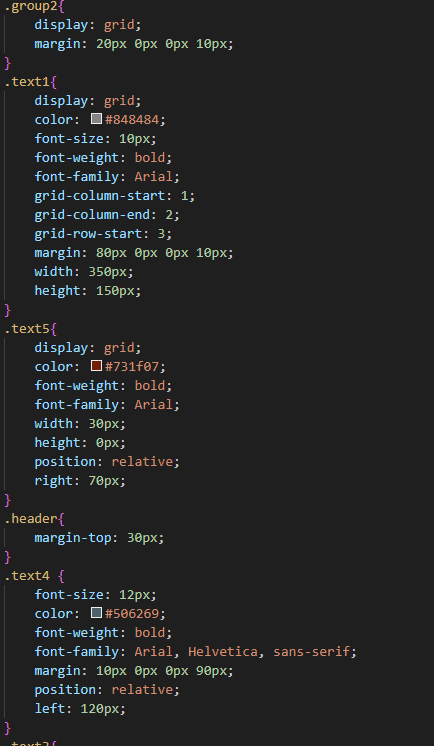 .group2{
    display: grid;
    margin: 20px 0px 0px 10px;
}
.text1{
    display: grid;
    color: #848484;
    font-size: 10px;
    font-weight: bold;
    font-family: Arial;
    grid-column-start: 1;
    grid-column-end: 2;
    grid-row-start: 3;
    margin: 80px 0px 0px 10px;
    width: 350px;
    height: 150px;
}
.text5{
    display: grid;
    color: #731f07;
    font-weight: bold;
    font-family: Arial;
    width: 30px;
    height: 0px;
    position: relative;
    right: 70px;
}
.header{
    margin-top: 30px;
}
.text4 {
    font-size: 12px;
    color: #506269;
    font-weight: bold;
    font-family: Arial, Helvetica, sans-serif;
    margin: 10px 0px 0px 90px;
    position: relative;
    left: 120px;
}